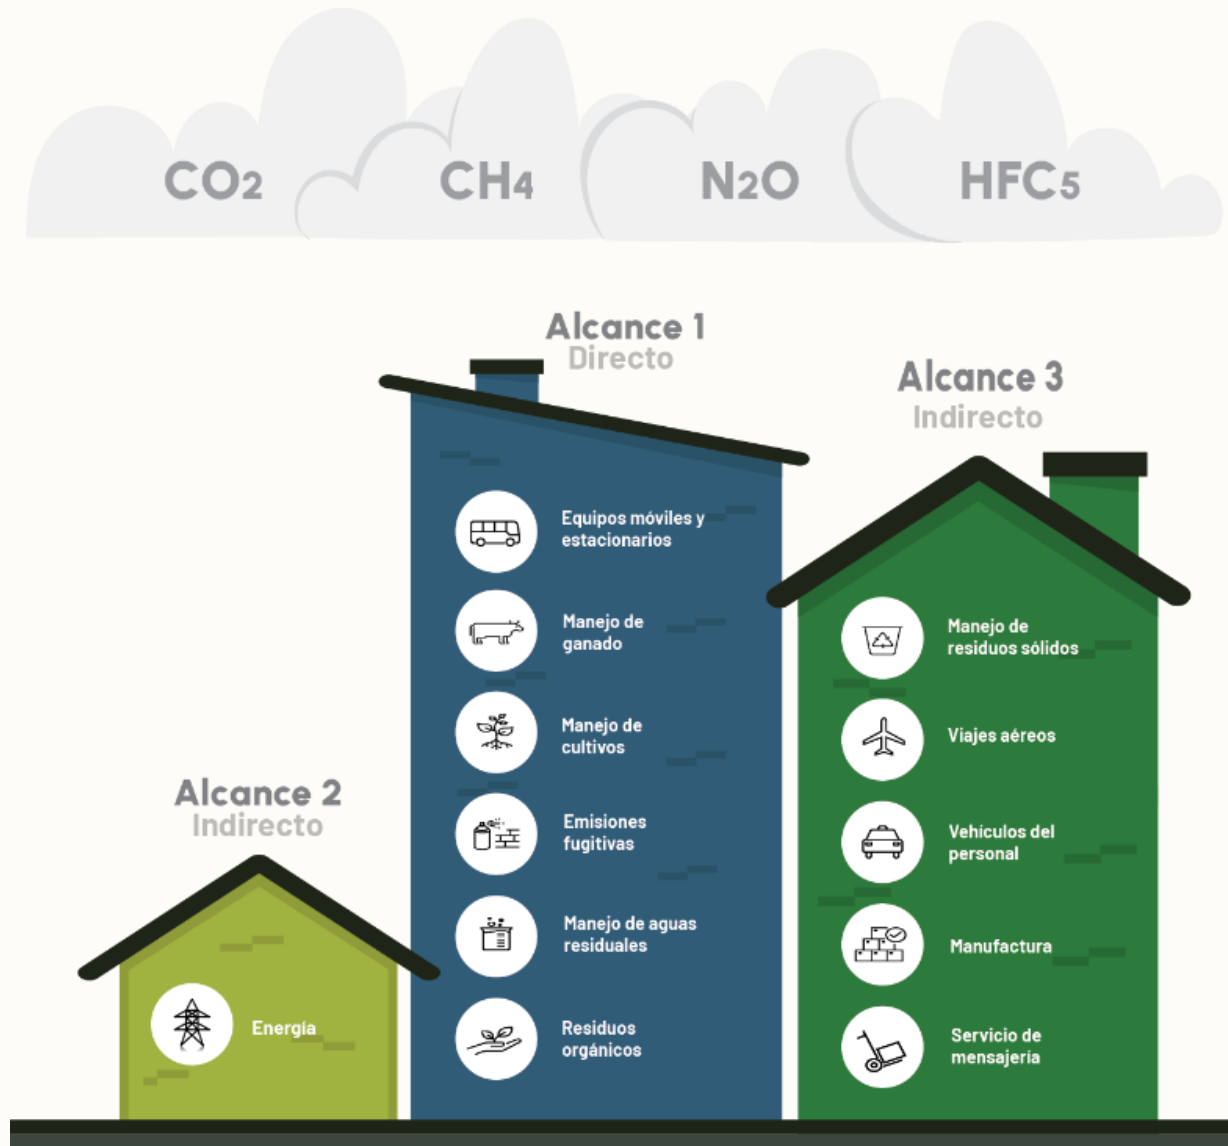 CO2
CH4
N2O
HFC5
Alcance 1
Directo
Equipos móviles y
estacionarios
Manejo de
ganado
Manejo de
cultivos
Emisiones
fugitivas
Manejo de aguas
residuales
Residuos
orgánicos
Alcance 2
Indirecto
Energía
Alcance 3
Indirecto
Manejo de
residuos sólidos
Viajes aéreos
Vehículos del
personal
Manufactura
Servicio de
mensajería